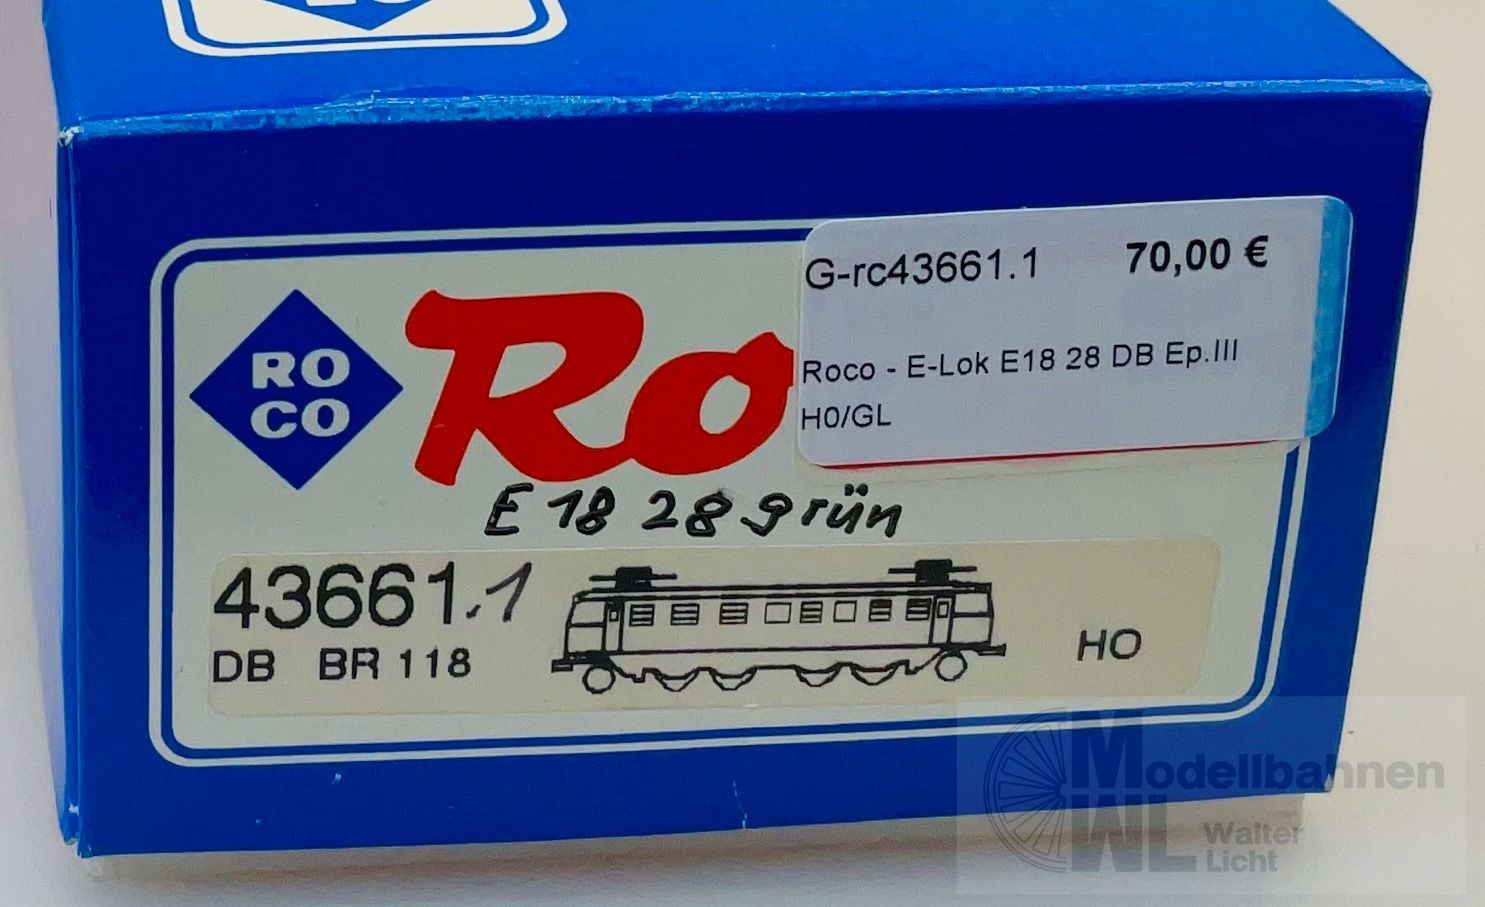 RO
CO
Ro
G-rc43661.1 70,00 €
Roco - E-Lok E18 28 DB Ep.III
H0/GL
E 18 28 grün
43661.1
DB BR 118
HO
Modellbahnen
WL Walter
Licht